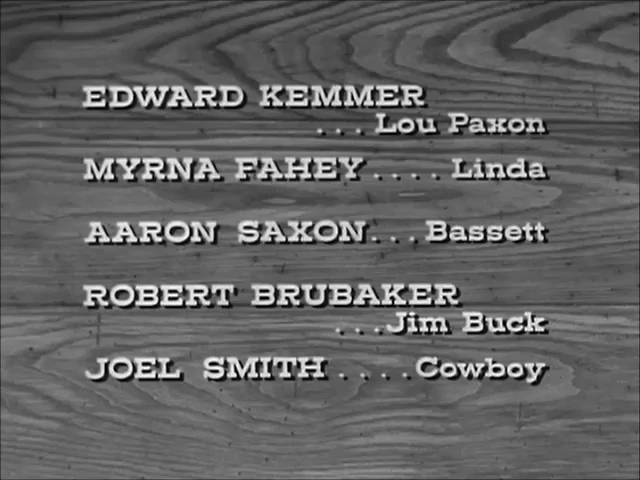 EDWARD KEMMER
...Lou Paxon
MYRNA FAHEY.... Linda
AARON SAXON...Bassett
ROBERT BRUBAKER
...Jim Buck
JOEL SMITH ....Cowboy